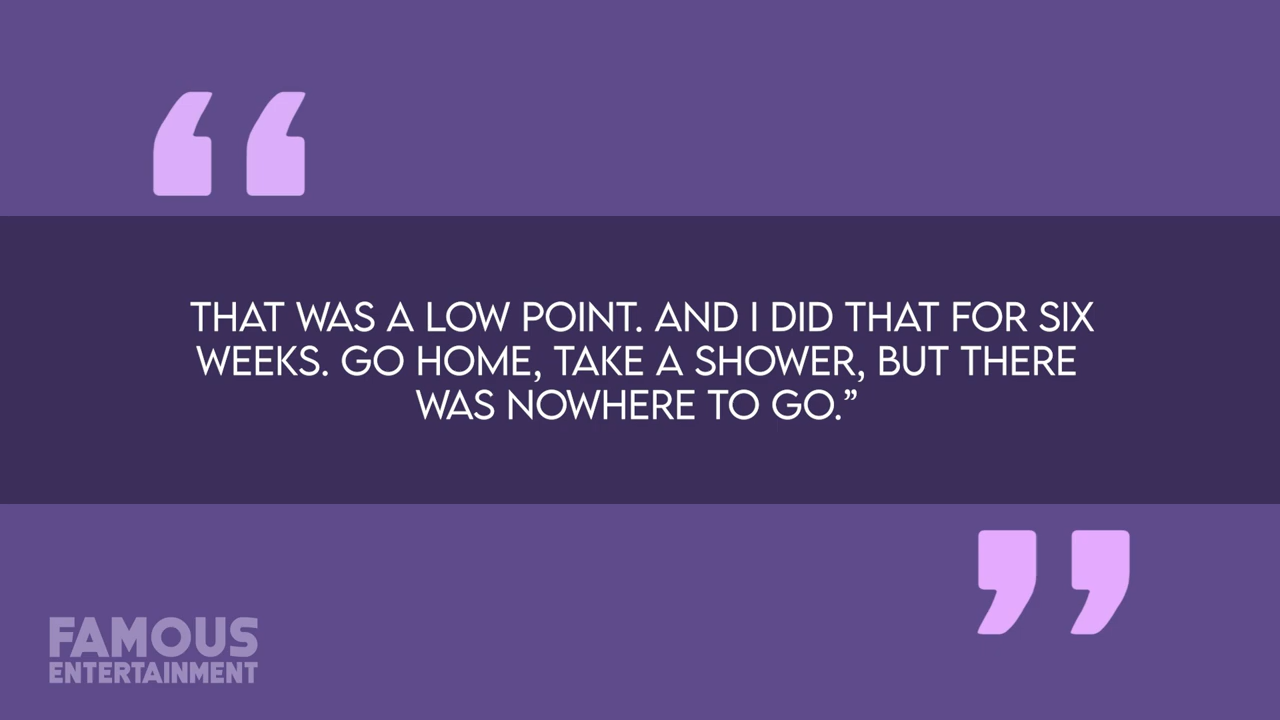 THAT WAS A LOW POINT. AND I DID THAT FOR SIX
WEEKS. GO HOME, TAKE A SHOWER, BUT THERE
WAS NOWHERE TO GO.”
FAMOUS
ENTERTAINMENT